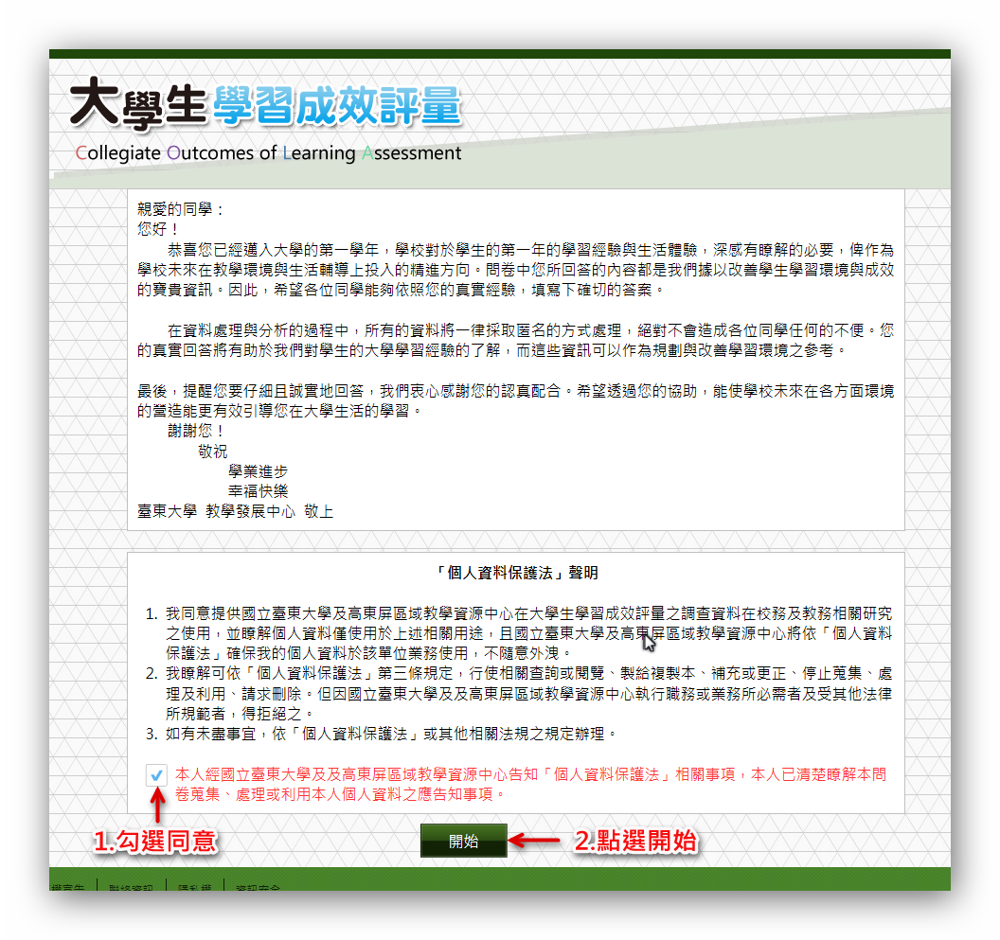 大學生學習成效評量
Collegiate Outcomes of Learning Assessment
親愛的同學：
您好！
恭喜您已經邁入大學的第一學年，學校對於學生的第一年的學習經驗與生活體驗，深感有瞭解的必要，俾作為
學校未來在教學環境與生活輔導上投入的精進方向。問卷中您所回答的內容都是我們據以改善學生學習環境與成效
的寶貴資訊。因此，希望各位同學能夠依照您的真實經驗，填寫下確切的答案。
在資料處理與分析的過程中，所有的資料將一律採取匿名的方式處理，絕對不會造成各位同學任何的不便。您
的真實回答將有助於我們對學生的大學學習經驗的了解，而這些資訊可以作為規劃與改善學習環境之參考。
最後，提醒您要仔細且誠實地回答，我們衷心感謝您的認真配合。希望透過您的協助，能使學校未來在各方面環境
的營造能更有效引導您在大學生活的學習。
謝謝您！
敬祝
學業進步
幸福快樂
臺東大學 教學發展中心 敬上
「個人資料保護法」聲明
1. 我同意提供國立臺東大學及高東屏區域教學資源中心在大學生學習成效評量之調查資料在校務及教務相關研究
之使用，並瞭解個人資料僅使用於上述相關用途，且國立臺東大學及高東屏區域教學資源中心將依「個人資料
保護法」確保我的個人資料於該單位業務使用，不隨意外洩。
2. 我瞭解可依「個人資料保護法」第三條規定，行使相關查詢或閱覽、製給複製本、補充或更正、停止蒐集、處
理及利用、請求刪除。但因國立臺東大學及及高東屏區域教學資源中心執行職務或業務所必需者及受其他法律
所規範者，得拒絕之。
3. 如有未盡事宜，依「個人資料保護法」或其他相關法規之規定辦理。
本人經國立臺東大學及及高東屏區域教學資源中心告知「個人資料保護法」相關事項，本人已清楚瞭解本問
卷蒐集、處理或利用本人個人資料之應告知事項。
1.勾選同意
開始
2.點選開始
權宣告 聯絡資訊 隱私權 資訊安全